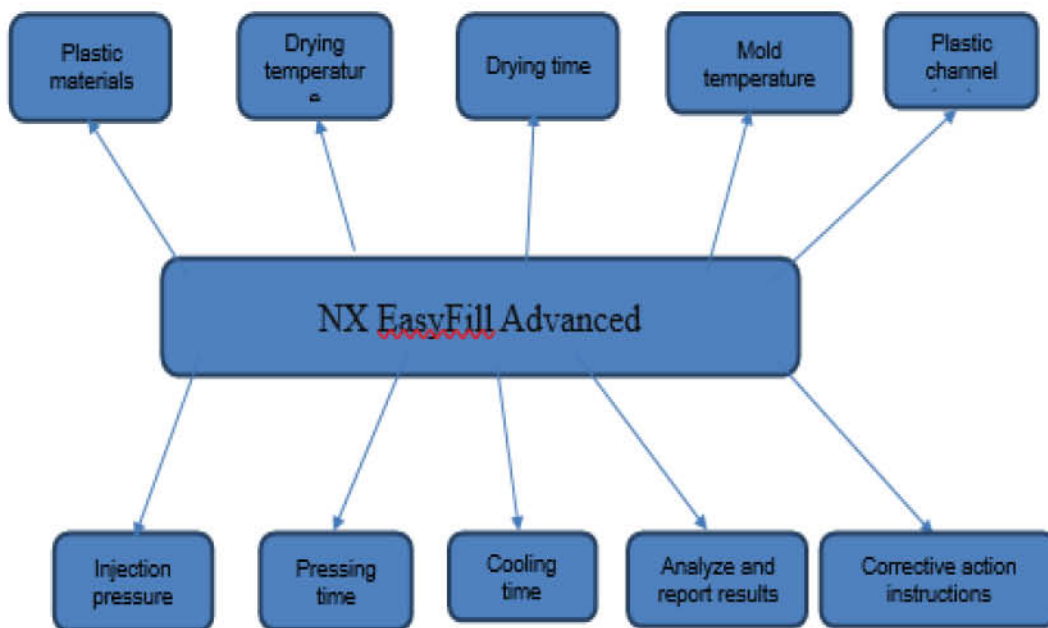 Plastic
materials
Drying
temperatur
Drying time
Mold
temperature
Plastic
channel
NX EasyFill Advanced
Injection
pressure
Pressing
time
Cooling
time
Analyze and
report results
Corrective action
instructions